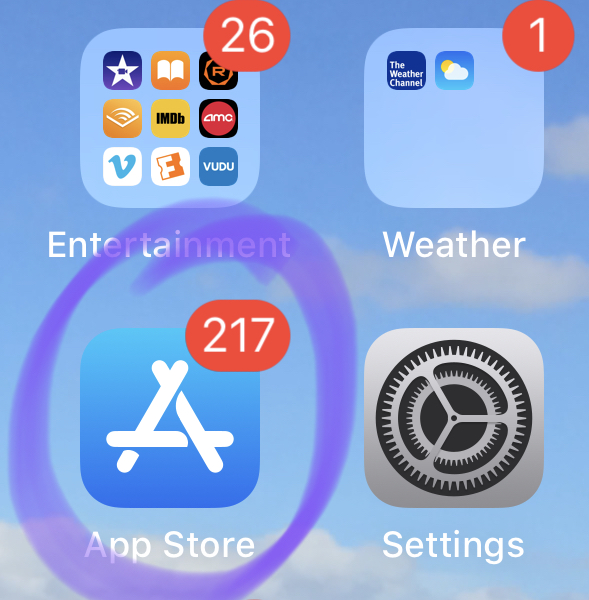 26
1
R
The
Weather
Channel
IMDb
amc
F
VUDU
Entertainment
Weather
217
App Store
Settings